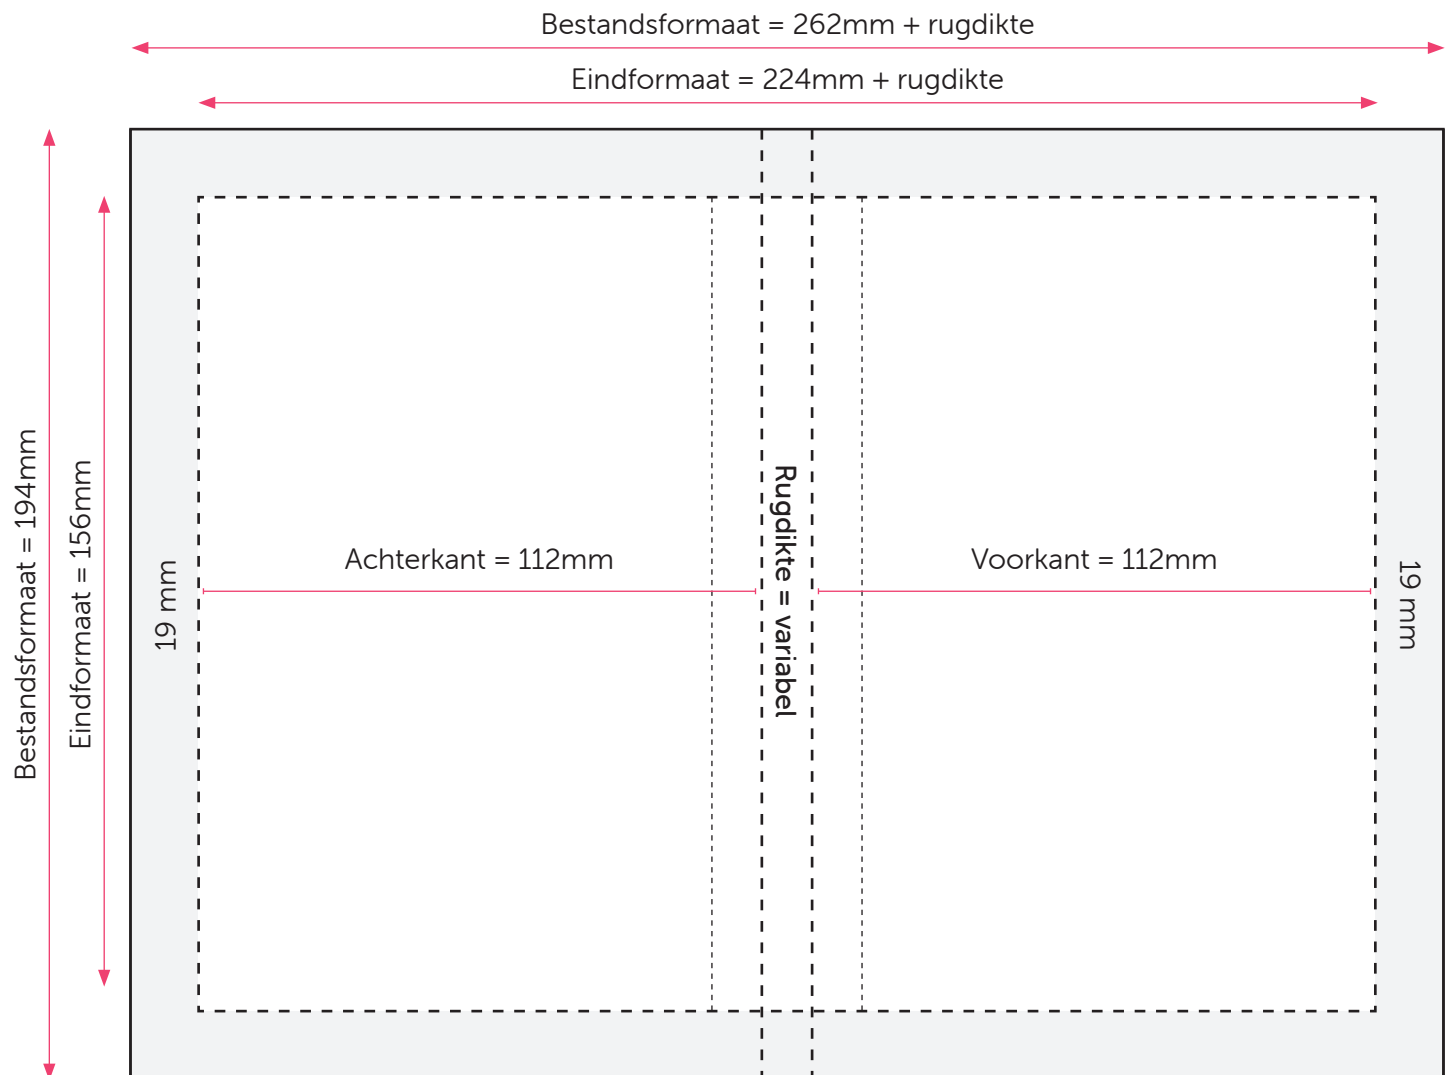 Bestandsformaat = 262mm + rugdikte
Eindformaat = 224mm + rugdikte
Bestandsformaat = 194mm
Eindformaat = 156mm
19 mm
Achterkant = 112mm
Rugdikte = variabel
Voorkant = 112mm
19 mm